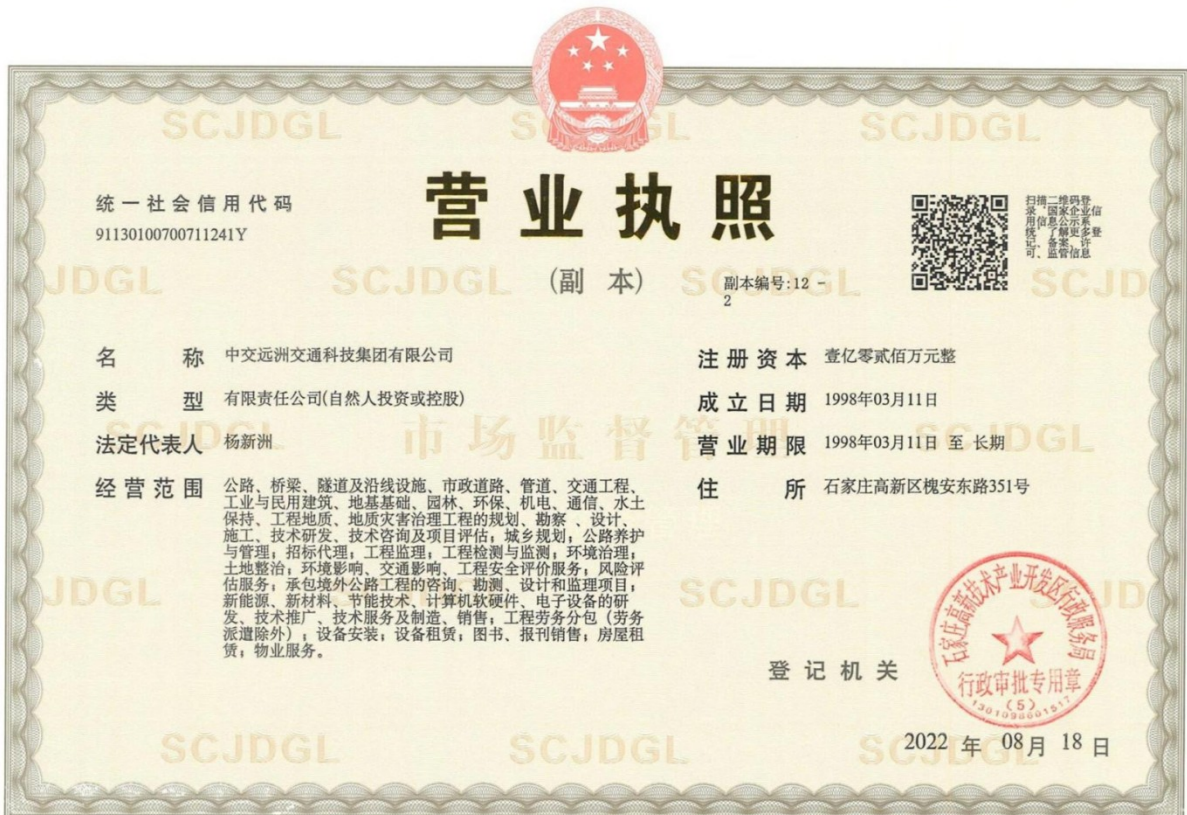 统一社会信用代码
91130100700711241Y
营业执照
(副 本)
副本编号:12 -
2
扫描二维码登
录“国家企业信
用信息公示系
统”了解更多登
记、备案、许
可、监管信息
名 称 中交远洲交通科技集团有限公司
类 型 有限责任公司(自然人投资或控股)
法定代表人 杨新洲
经营范围 公路、桥梁、隧道及沿线设施、市政道路、管道、交通工程、
工业与民用建筑、地基基础、园林、环保、机电、通信、水土
保持、工程地质、地质灾害治理工程的规划、勘察 、设计、
施工、技术研发、技术咨询及项目评估；城乡规划；公路养护
与管理；招标代理；工程监理；工程检测与监测；环境治理；
土地整治；环境影响、交通影响、工程安全评价服务；风险评
估服务；承包境外公路工程的咨询、勘测、设计和监理项目；
新能源、新材料、节能技术、计算机软硬件、电子设备的研
发、技术推广、技术服务及制造、销售；工程劳务分包（劳务
派遣除外）；设备安装；设备租赁；图书、报刊销售；房屋租
赁；物业服务。
注册资本 壹亿零贰佰万元整
成立日期 1998年03月11日
营业期限 1998年03月11日 至 长期
住 所 石家庄高新区槐安东路351号
登记机关
石家庄高新技术产业开发区行政服务局
行政审批专用章
(5)
2022 年 08月 18 日
SCJDGL
市场监督管理